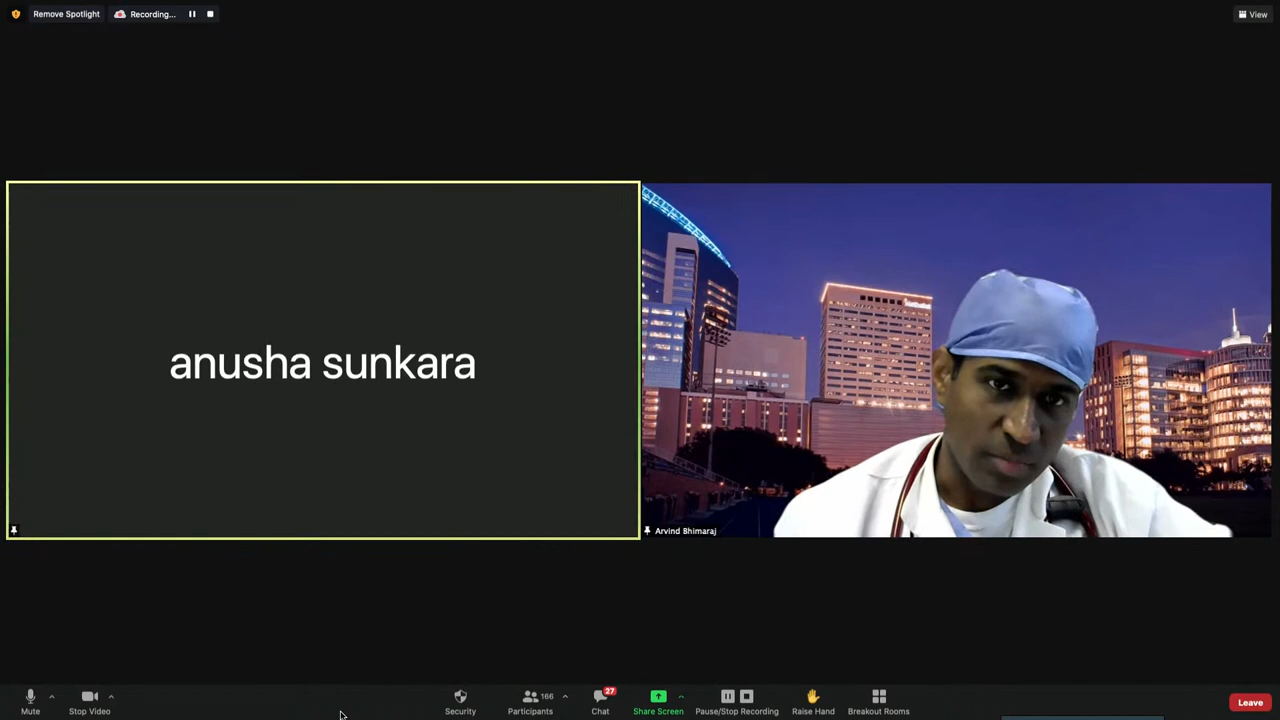 Remove Spotlight
Recording...
View
anusha sunkara
Arvind Bhimaraj
Mute
Stop Video
Security
166
Participants
27
Chat
Share Screen
Pause/Stop Recording
Raise Hand
Breakout Rooms
Leave